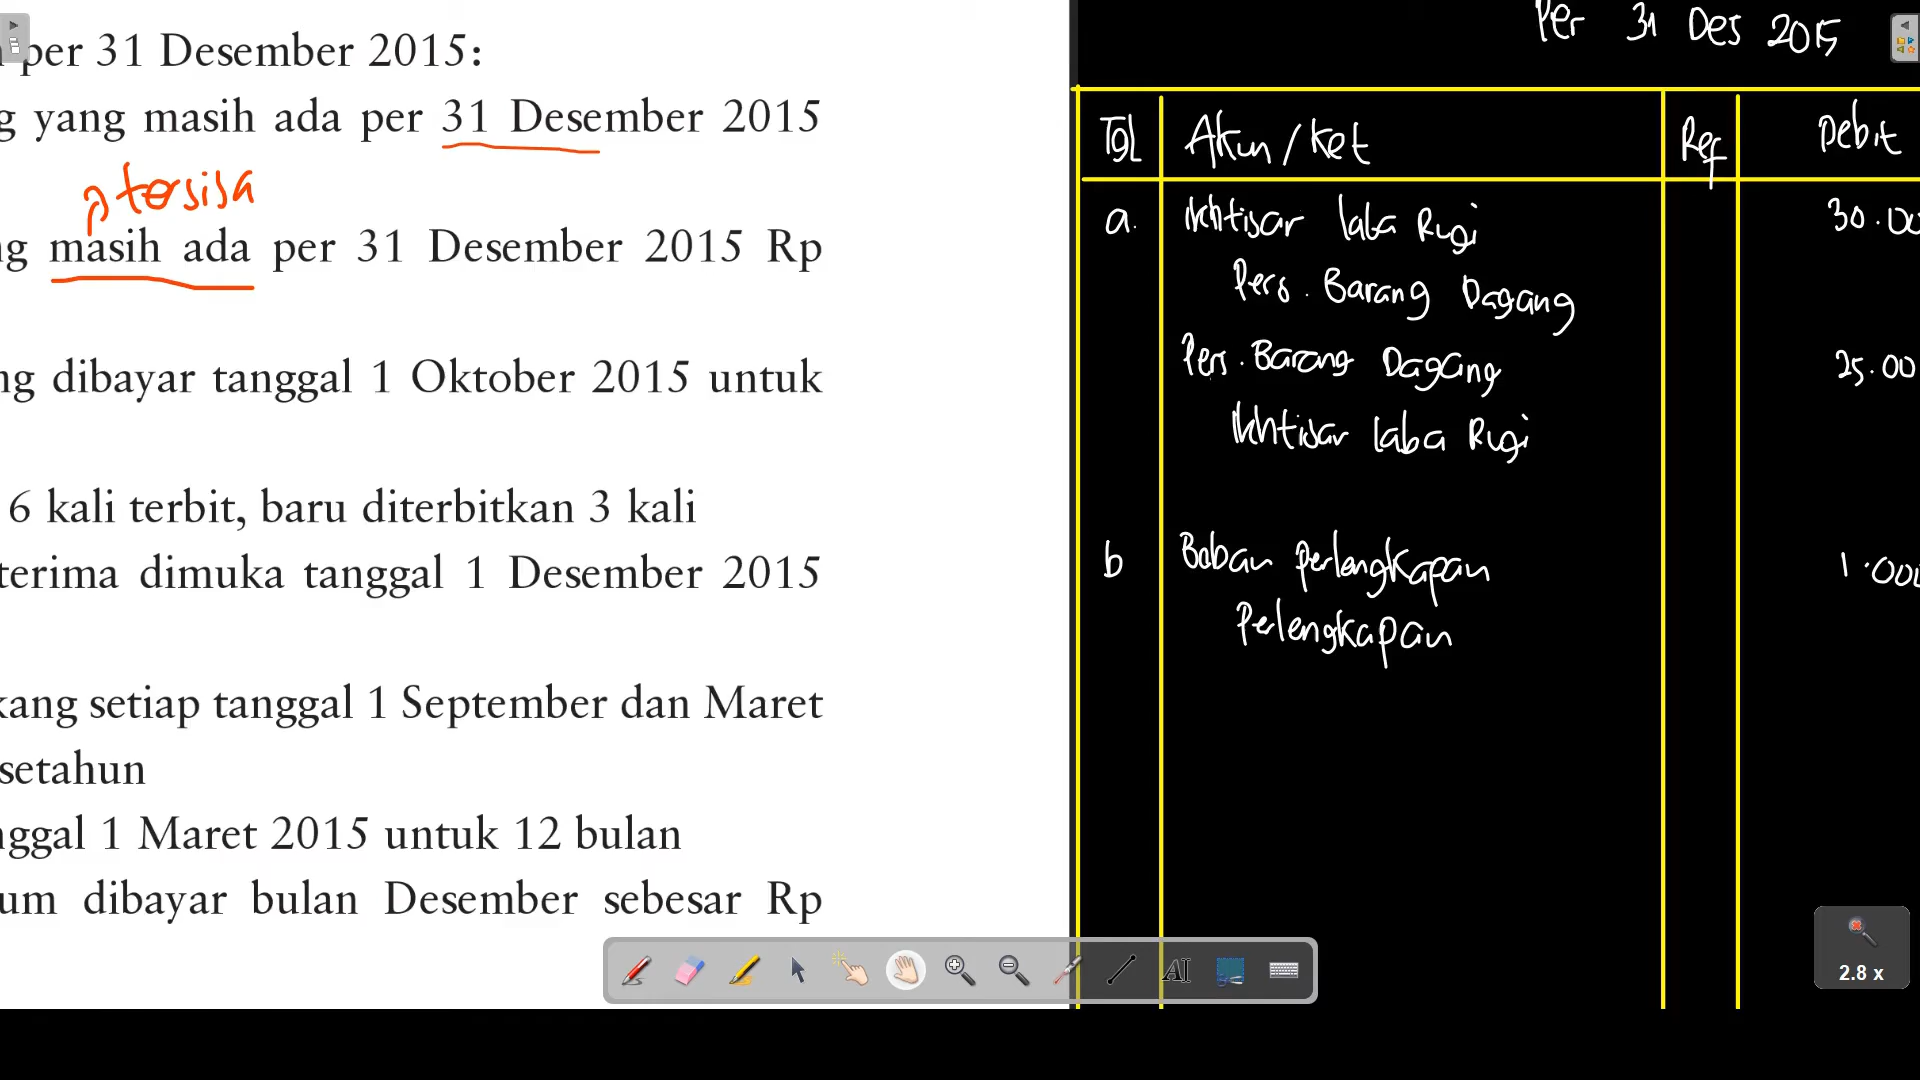 per 31 Desember 2015:
g yang masih ada per 31 Desember 2015
tersisa
ng masih ada per 31 Desember 2015 Rp
ng dibayar tanggal 1 Oktober 2015 untuk
6 kali terbit, baru diterbitkan 3 kali
terima dimuka tanggal 1 Desember 2015
kang setiap tanggal 1 September dan Maret
setahun
nggal 1 Maret 2015 untuk 12 bulan
um dibayar bulan Desember sebesar Rp
Per 31 Des 2015
Tgl Akun / Ket Ref Debit
a. Ikhtisar laba Rugi 30.00
Pers. Barang Dagang
Pers. Barang Dagang 25.00
Ikhtisar laba Rugi
b Beban perlengkapan 1.000
Perlengkapan
AI
2.8 x